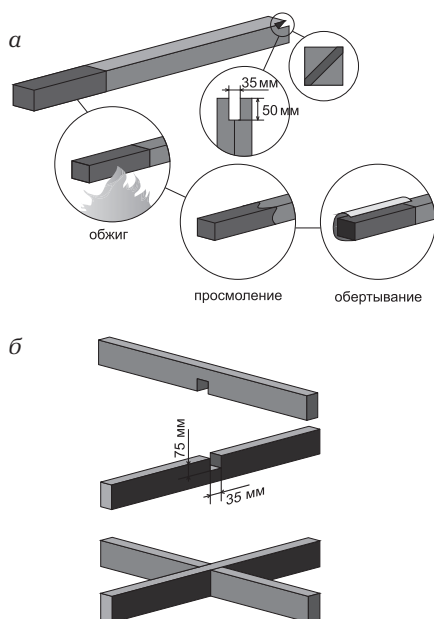 а
35 мм
50 мм
обжиг
просмоление
обертывание
б
75 мм
35 мм